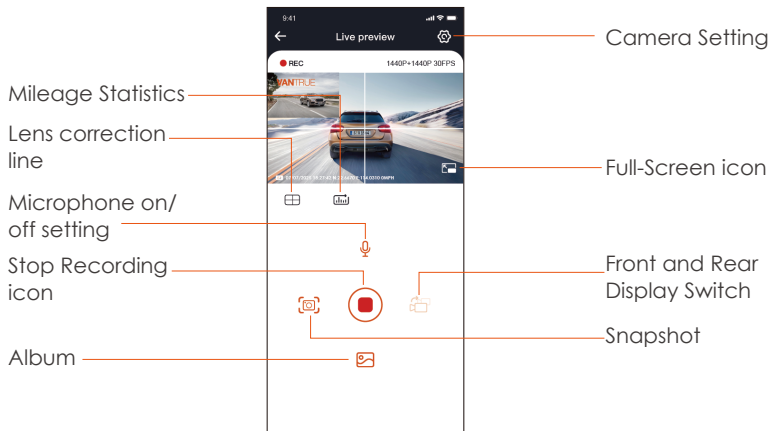 9:41
Live preview
Camera Setting
REC
1440P+1440P 30FPS
VANTRUE
Mileage Statistics
Lens correction
line
Full-Screen icon
Microphone on/
off setting
Stop Recording
icon
Front and Rear
Display Switch
Snapshot
Album